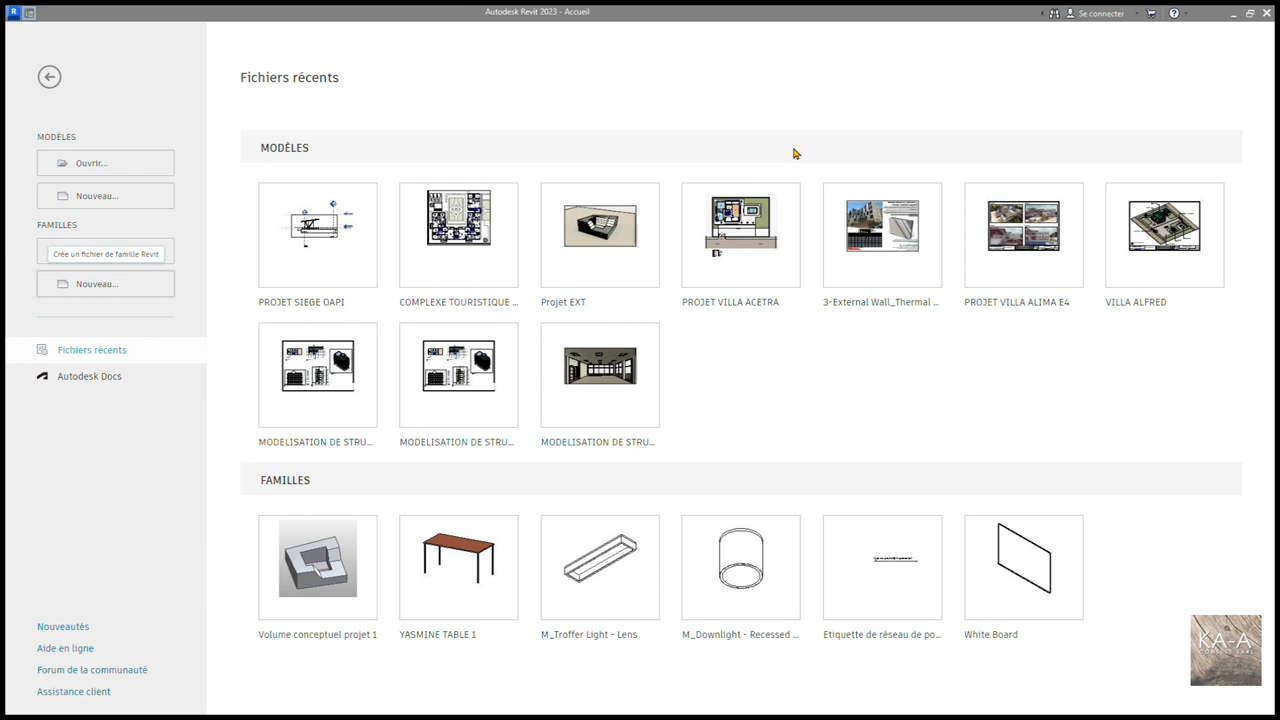 Autodesk Revit 2023 - Accueil
Se connecter
Fichiers récents
MODÈLES
Ouvrir...
Nouveau...
FAMILLES
Crée un fichier de famille Revit
Nouveau...
Fichiers récents
Autodesk Docs
Nouveautés
Aide en ligne
Forum de la communauté
Assistance client
MODÈLES
PROJET SIEGE OAPI
COMPLEXE TOURISTIQUE ...
Projet EXT
PROJET VILLA ACETRA
3-External Wall_Thermal ...
PROJET VILLA ALIMA E4
VILLA ALFRED
MODELISATION DE STRU...
MODELISATION DE STRU...
MODELISATION DE STRU...
FAMILLES
Volume conceptuel projet 1
YASMINE TABLE 1
M_Troffer Light - Lens
M_Downlight - Recessed ...
Etiquette de réseau de po...
White Board
KA-A
CONSULT SARL